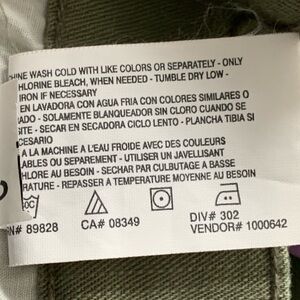 HINE WASH COLD WITH LIKE COLORS OR SEPARATELY - ONLY
HLORINE BLEACH, WHEN NEEDED - TUMBLE DRY LOW -
IRON IF NECESSARY
EN LAVADORA CON AGUA FRIA CON COLORES SIMILARES O
ADO - SOLAMENTE BLANQUEADOR SIN CLORO CUANDO SE
SITE - SECAR EN SECADORA CICLO LENTO - PLANCHA TIBIA SI
CESARIO
A LA MACHINE A L'EAU FROIDE AVEC DES COULEURS
ABLES OU SEPAREMENT - UTILISER UN JAVELLISANT
HLORE AU BESOIN - SECHAR PAR CULBUTAGE A BASSE
RATURE - REPASSER A TEMPERATURE MOYENNE AU BESOIN
RN# 89828 CA# 08349 DIV# 302
VENDOR# 1000642